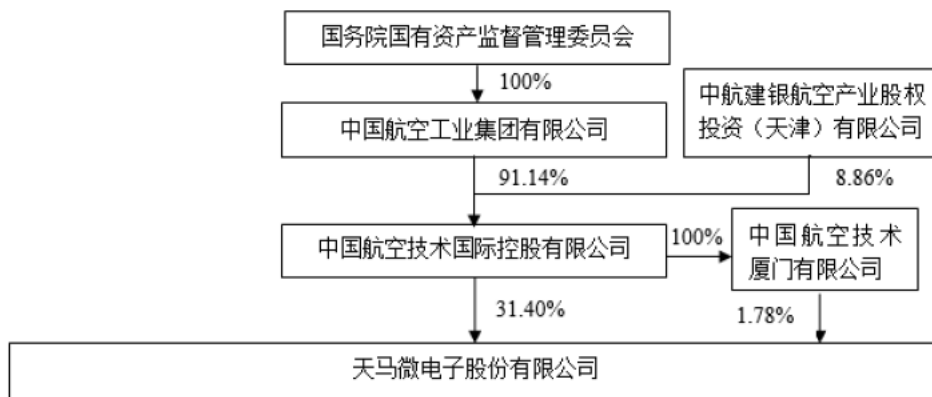 国务院国有资产监督管理委员会
100%
中国航空工业集团有限公司
中航建银航空产业股权
投资（天津）有限公司
91.14%
8.86%
中国航空技术国际控股有限公司
100%
中国航空技术
厦门有限公司
31.40%
1.78%
天马微电子股份有限公司